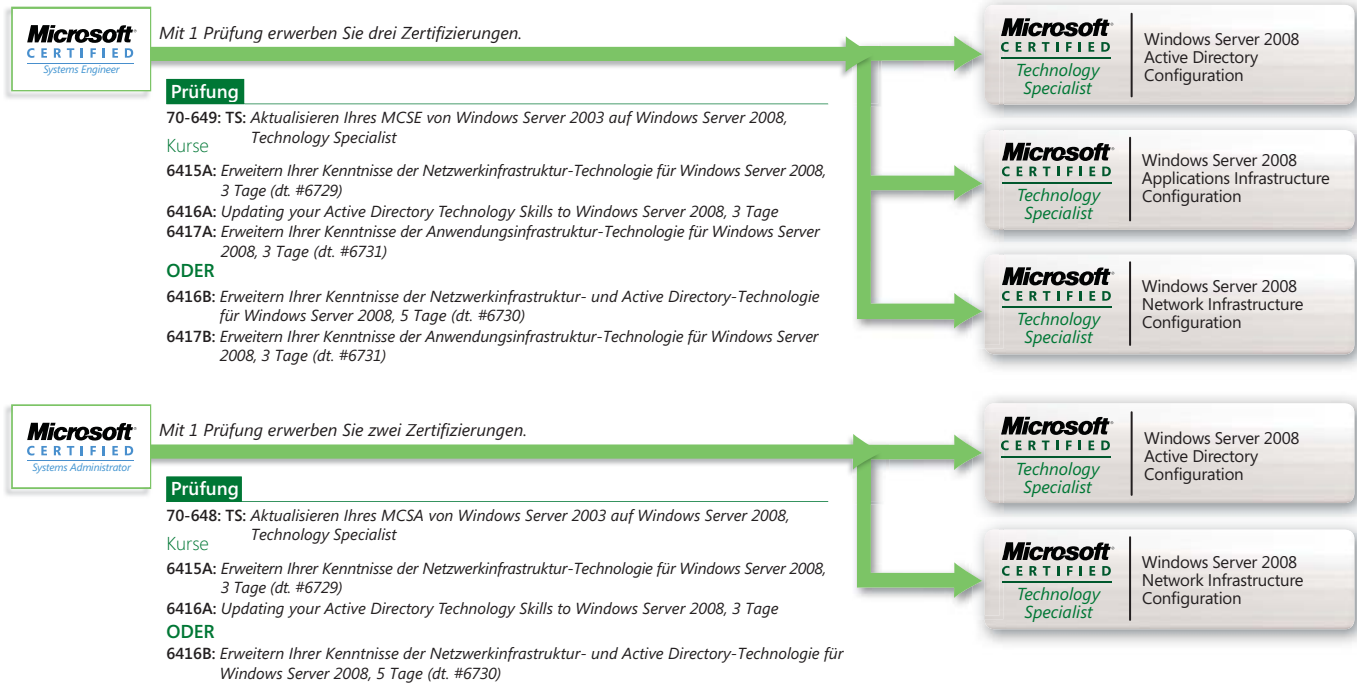 Microsoft
CERTIFIED
Systems Engineer
Mit 1 Prüfung erwerben Sie drei Zertifizierungen.
Prüfung
70-649: TS: Aktualisieren Ihres MCSE von Windows Server 2003 auf Windows Server 2008,
Technology Specialist
Kurse
6415A: Erweitern Ihrer Kenntnisse der Netzwerkinfrastruktur-Technologie für Windows Server 2008,
3 Tage (dt. #6729)
6416A: Updating your Active Directory Technology Skills to Windows Server 2008, 3 Tage
6417A: Erweitern Ihrer Kenntnisse der Anwendungsinfrastruktur-Technologie für Windows Server
2008, 3 Tage (dt. #6731)
ODER
6416B: Erweitern Ihrer Kenntnisse der Netzwerkinfrastruktur- und Active Directory-Technologie
für Windows Server 2008, 5 Tage (dt. #6730)
6417B: Erweitern Ihrer Kenntnisse der Anwendungsinfrastruktur-Technologie für Windows Server
2008, 3 Tage (dt. #6731)
Microsoft
CERTIFIED
Technology
Specialist
Windows Server 2008
Active Directory
Configuration
Microsoft
CERTIFIED
Technology
Specialist
Windows Server 2008
Applications Infrastructure
Configuration
Microsoft
CERTIFIED
Technology
Specialist
Windows Server 2008
Network Infrastructure
Configuration
Microsoft
CERTIFIED
Systems Administrator
Mit 1 Prüfung erwerben Sie zwei Zertifizierungen.
Prüfung
70-648: TS: Aktualisieren Ihres MCSA von Windows Server 2003 auf Windows Server 2008,
Technology Specialist
Kurse
6415A: Erweitern Ihrer Kenntnisse der Netzwerkinfrastruktur-Technologie für Windows Server 2008,
3 Tage (dt. #6729)
6416A: Updating your Active Directory Technology Skills to Windows Server 2008, 3 Tage
ODER
6416B: Erweitern Ihrer Kenntnisse der Netzwerkinfrastruktur- und Active Directory-Technologie für
Windows Server 2008, 5 Tage (dt. #6730)
Microsoft
CERTIFIED
Technology
Specialist
Windows Server 2008
Active Directory
Configuration
Microsoft
CERTIFIED
Technology
Specialist
Windows Server 2008
Network Infrastructure
Configuration